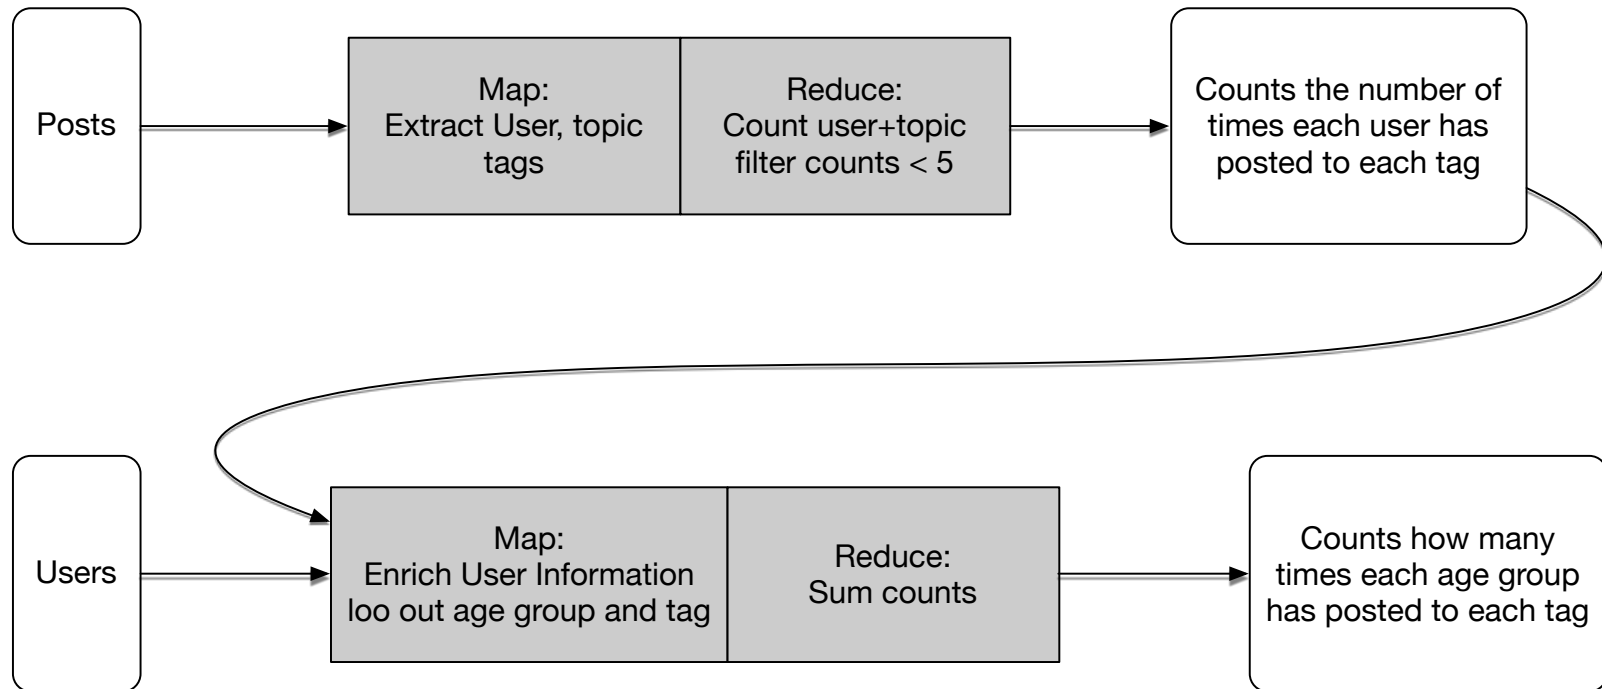 Posts
Map:
Extract User, topic
tags
Reduce:
Count user+topic
filter counts < 5
Counts the number of
times each user has
posted to each tag
Users
Map:
Enrich User Information
loo out age group and tag
Reduce:
Sum counts
Counts how many
times each age group
has posted to each tag